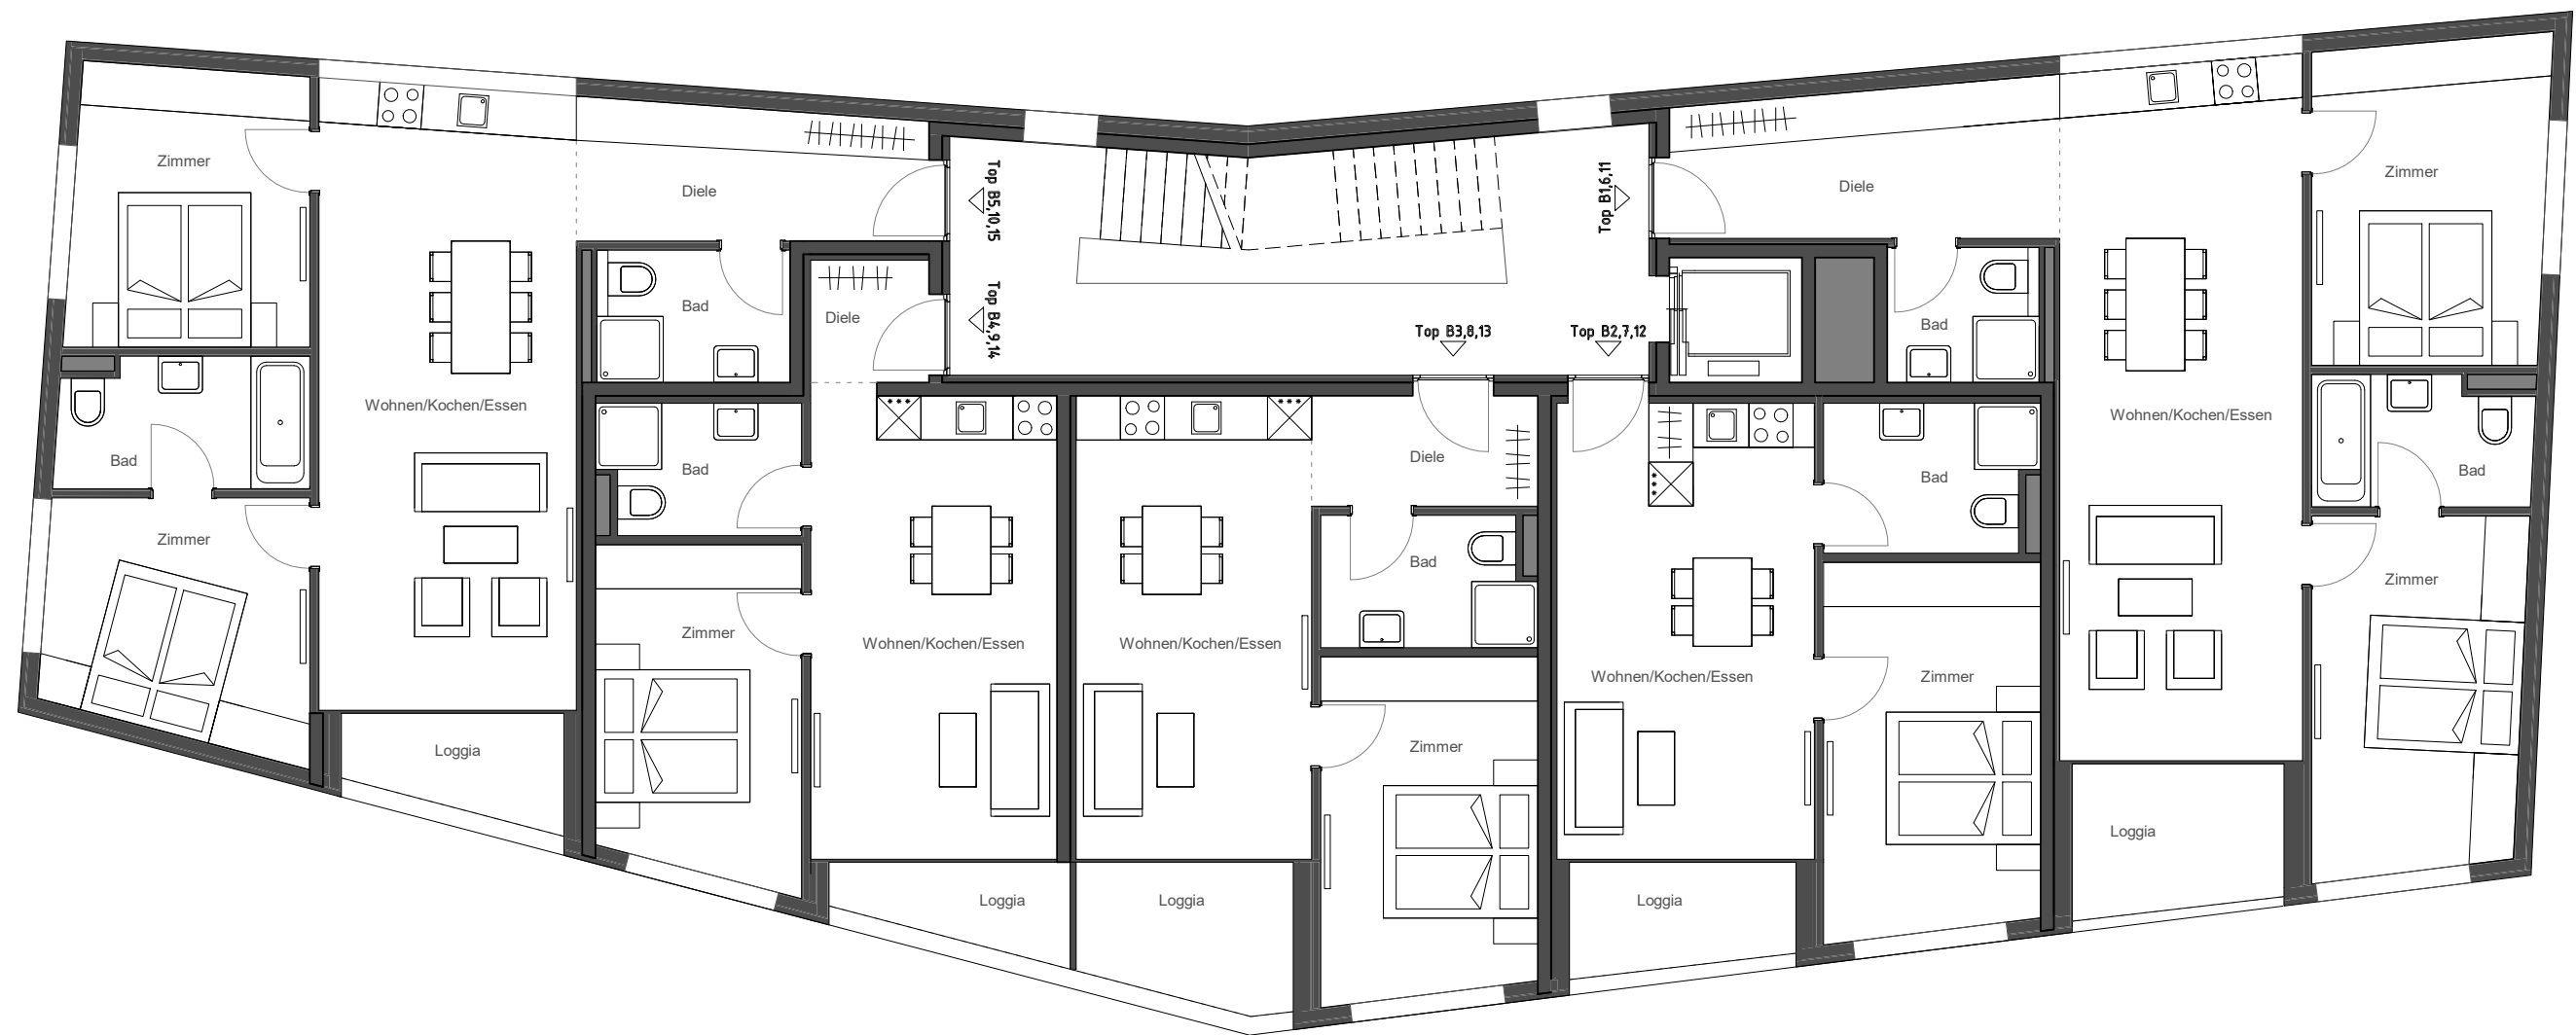 Zimmer
Diele
Top B5,10,15
Top B1,6,11
Diele
Zimmer
Bad
Diele
Top B4,9,14
Top B3,8,13
Top B2,7,12
Bad
Wohnen/Kochen/Essen
Wohnen/Kochen/Essen
Bad
Bad
Diele
Bad
Bad
Zimmer
Bad
Zimmer
Zimmer
Wohnen/Kochen/Essen
Wohnen/Kochen/Essen
Wohnen/Kochen/Essen
Zimmer
Loggia
Zimmer
Loggia
Loggia
Loggia
Loggia